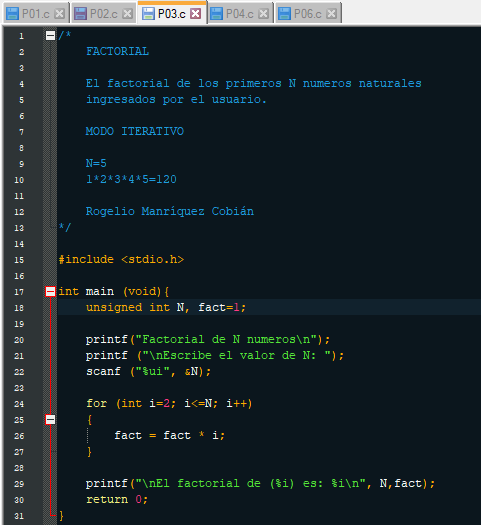 P01.c P02.c P03.c P04.c P06.c
1 /*
2 FACTORIAL
3
4 El factorial de los primeros N numeros naturales
5 ingresados por el usuario.
6
7 MODO ITERATIVO
8
9 N=5
10 1*2*3*4*5=120
11
12 Rogelio Manriquez Cobián
13 */
14
15 #include <stdio.h>
16
17 int main (void){
18 unsigned int N, fact=1;
19
20 printf("Factorial de N numeros\n");
21 printf ("\nEscribe el valor de N: ");
22 scanf ("%ui", &N);
23
24 for (int i=2; i<=N; i++)
25 {
26 fact = fact * i;
27 }
28
29 printf("\nEl factorial de (%i) es: %i\n", N,fact);
30 return 0;
31 }